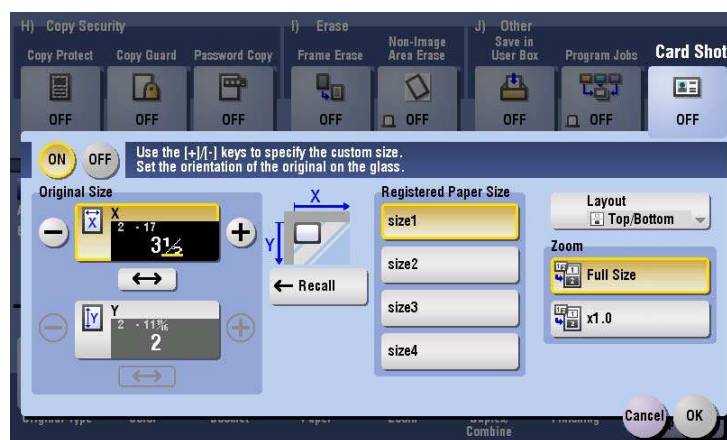 H) Copy Security
I) Erase
J) Other
Copy Protect
Copy Guard
Password Copy
Frame Erase
Non-Image
Area Erase
Save in
User Box
Program Jobs
Card Shot
OFF
OFF
OFF
OFF
OFF
OFF
OFF
OFF
ON
OFF
Use the [+]/[-] keys to specify the custom size.
Set the orientation of the original on the glass.
Original Size
X
X
2 - 17
3½
Y
Y
2 - 11 11/16
2
X
Y
← Recall
Registered Paper Size
size1
size2
size3
size4
Layout
Top/Bottom
Zoom
Full Size
x1.0
Cancel
OK
Original Type
Color
Booklet
Paper
Zoom
Duplex/
Combine
Finishing